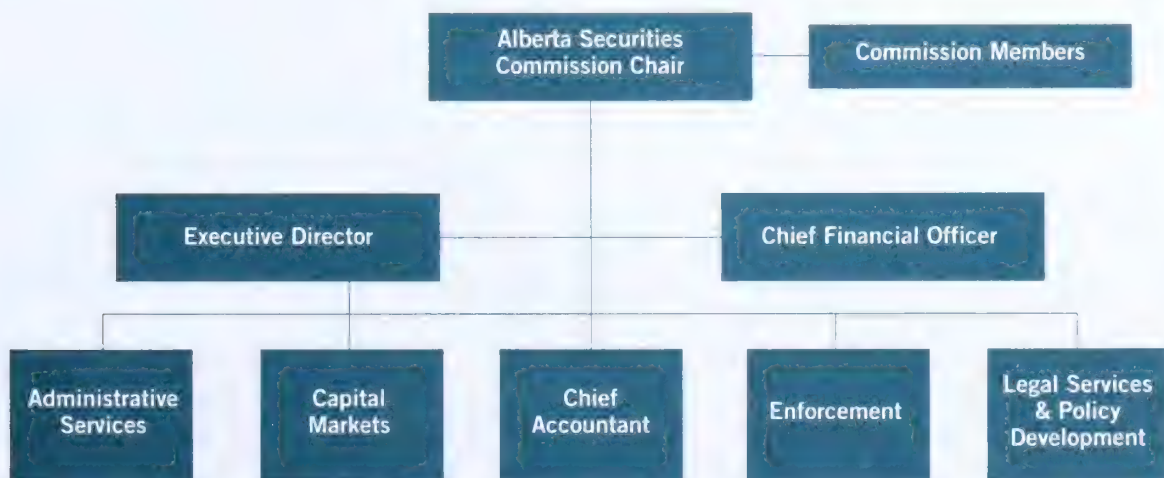 Alberta Securities
Commission Chair
Commission Members
Executive Director
Chief Financial Officer
Administrative
Services
Capital
Markets
Chief
Accountant
Enforcement
Legal Services
& Policy
Development